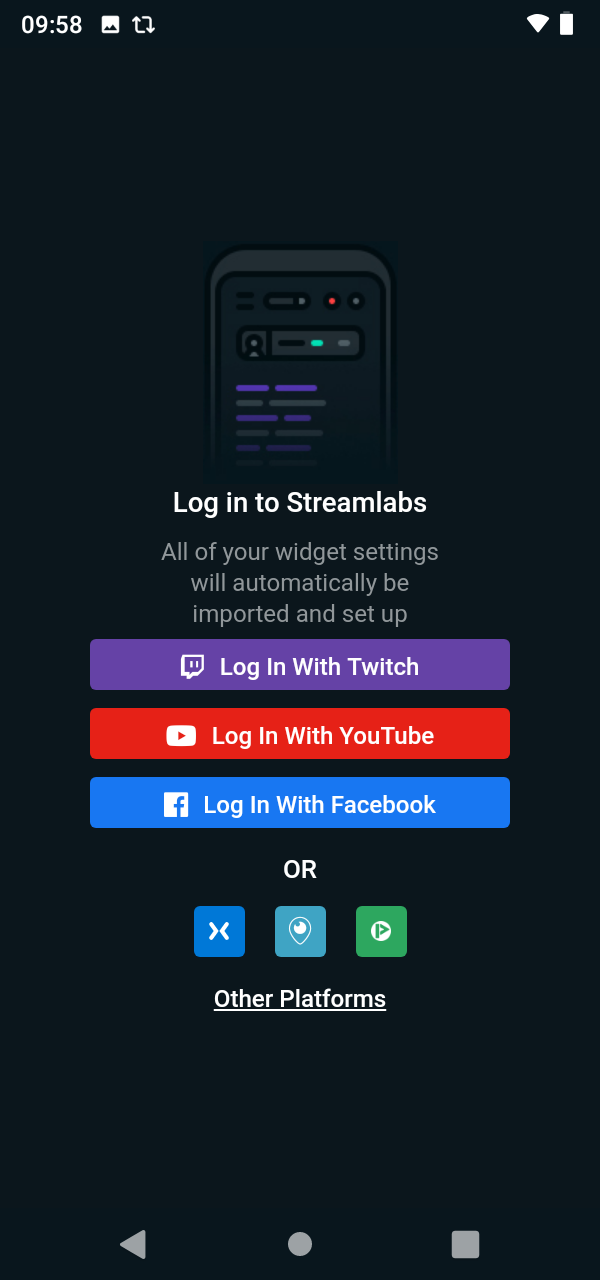 09:58
Log in to Streamlabs
All of your widget settings
will automatically be
imported and set up
Log In With Twitch
Log In With YouTube
Log In With Facebook
OR
Other Platforms